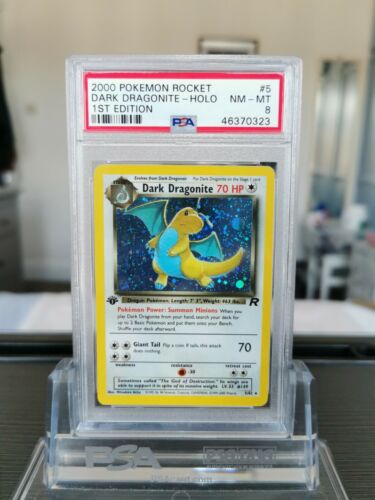 2000 POKEMON ROCKET #5
DARK DRAGONITE - HOLO NM - MT
1ST EDITION 8
PSA 46370323
Evolves from Dark Dragonair Put Dark Dragonite on the Stage 1 card
Dark Dragonite 70 HP
Dragon Pokémon. Length: 7' 3", Weight: 463 lbs.
1 R
Pokémon Power: Summon Minions When you
play Dark Dragonite from your hand, search your deck for
up to 2 Basic Pokémon and put them onto your Bench.
Shuffle your deck afterward.
Giant Tail Flip a coin. If tails, this attack
does nothing.
70
weakness resistance retreat cost
-30
Sometimes called "The God of Destruction." Its wings are
able to support it in any kind of weather. LV. 33 #149
5/82
PSA